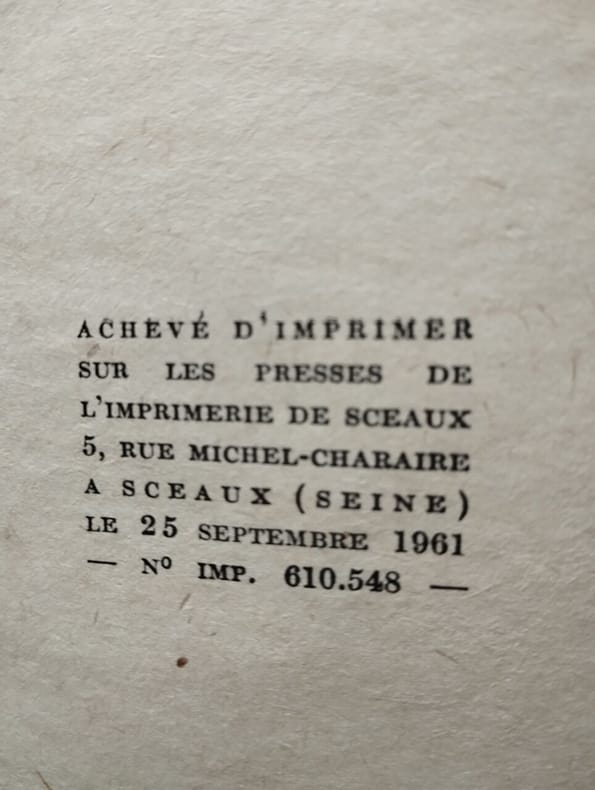 ACHEVÉ D'IMPRIMER
SUR LES PRESSES DE
L'IMPRIMERIE DE SCEAUX
5, RUE MICHEL-CHARAIRE
A SCEAUX (SEINE)
LE 25 SEPTEMBRE 1961
— Nº IMP. 610.548 —